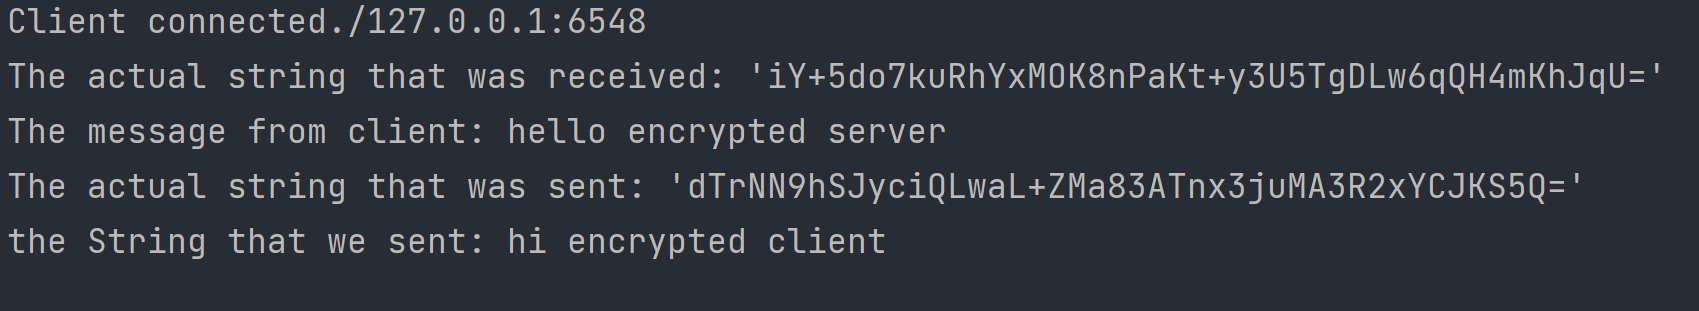 Client connected./127.0.0.1:6548
The actual string that was received: 'iY+5do7kuRhYxMOK8nPaKt+y3U5TgDLw6qQH4mKhJqU='
The message from client: hello encrypted server
The actual string that was sent: 'dTrNN9hSJyciQLwaL+ZMa83ATnx3juMA3R2xYCJKS5Q='
the String that we sent: hi encrypted client